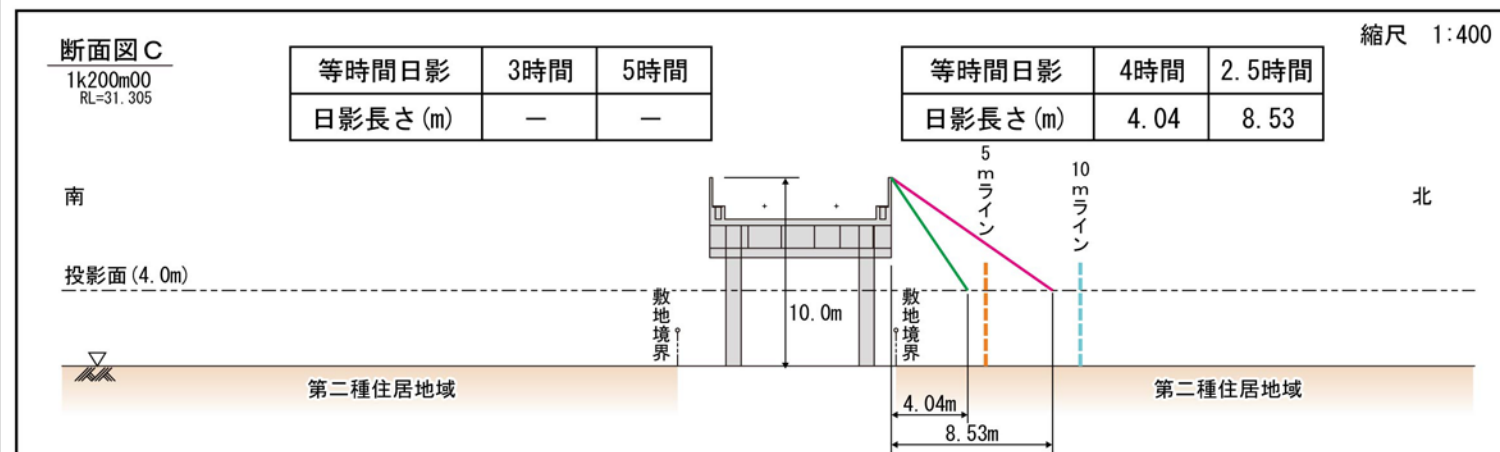 断面図C
1k200m00
RL=31.305
等時間日影 3時間 5時間
日影長さ(m) － －
縮尺 1:400
等時間日影 4時間 2.5時間
日影長さ(m) 4.04 8.53
南
5mライン
10mライン
北
投影面(4.0m)
敷地境界
10.0m
敷地境界
第二種住居地域
第二種住居地域
4.04m
8.53m